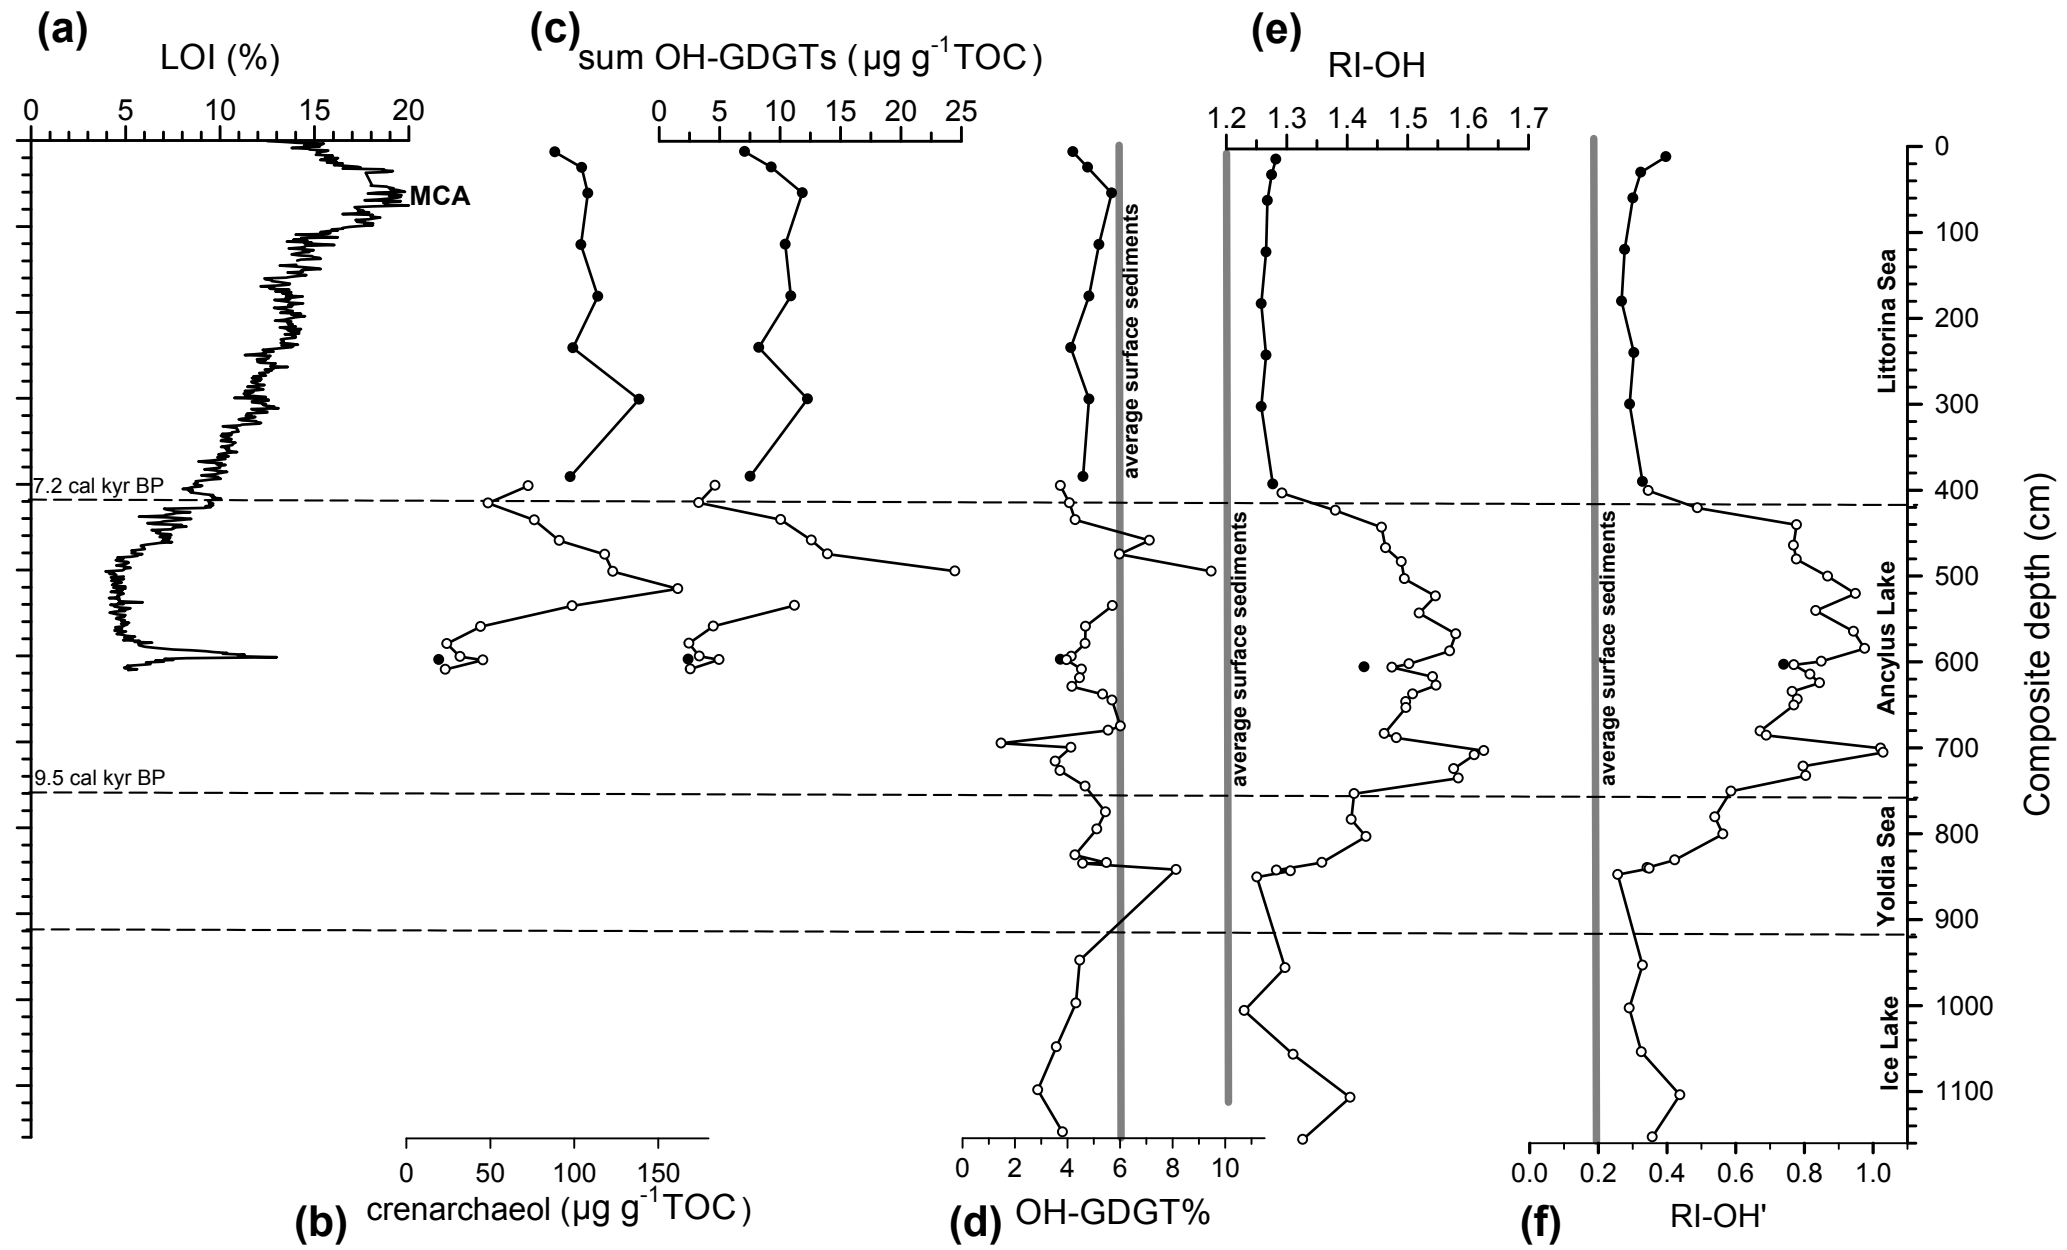 (a)
LOI (%)
0 5 10 15 20
(c)
sum OH-GDGTs (µg g-1TOC)
0 5 10 15 20 25
(e)
RI-OH
1.2 1.3 1.4 1.5 1.6 1.7
MCA
7.2 cal kyr BP
9.5 cal kyr BP
average surface sediments
average surface sediments
average surface sediments
Littorina Sea
Ancylus Lake
Yoldia Sea
Ice Lake
0
100
200
300
400
500
600
700
800
900
1000
1100
Composite depth (cm)
0 50 100 150
(b) crenarchaeol (µg g-1TOC)
0 2 4 6 8 10
(d) OH-GDGT%
0.0 0.2 0.4 0.6 0.8 1.0
(f) RI-OH'